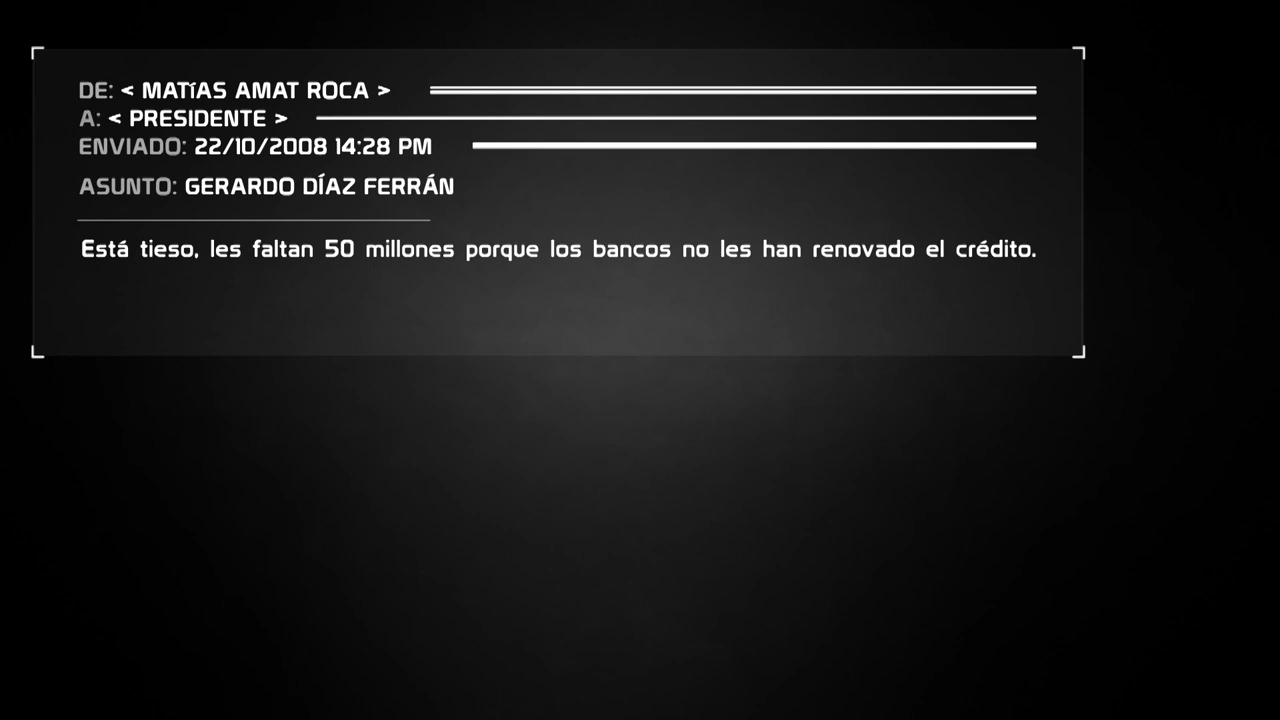 DE: < MATÍAS AMAT ROCA >
A: < PRESIDENTE >
ENVIADO: 22/10/2008 14:28 PM
ASUNTO: GERARDO DÍAZ FERRÁN
Está tieso, les faltan 50 millones porque los bancos no les han renovado el crédito.